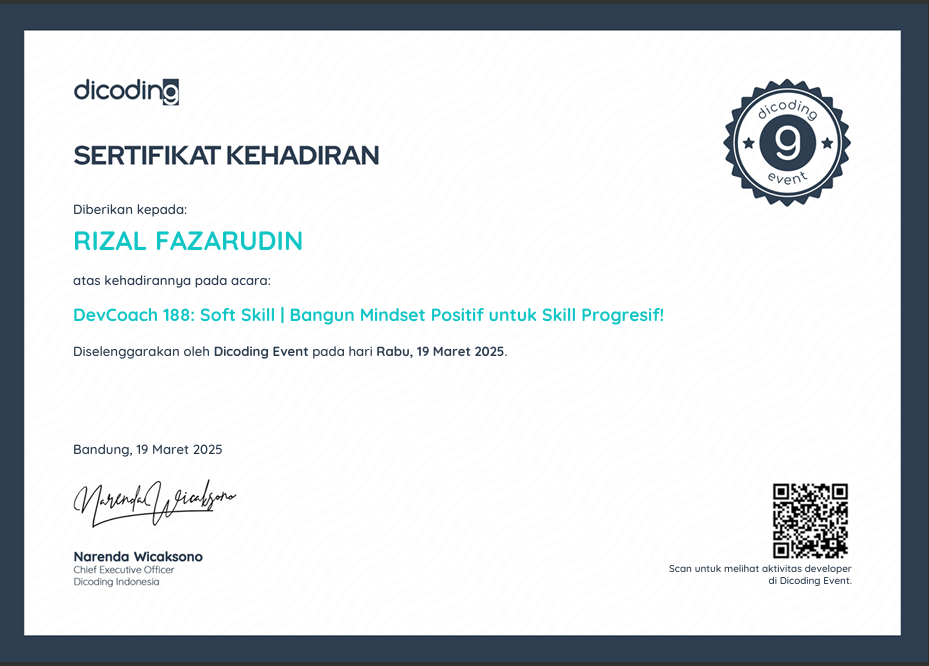 dicoding
SERTIFIKAT KEHADIRAN
dicoding
event
Diberikan kepada:
RIZAL FAZARUDIN
atas kehadirannya pada acara:
DevCoach 188: Soft Skill | Bangun Mindset Positif untuk Skill Progresif!
Diselenggarakan oleh Dicoding Event pada hari Rabu, 19 Maret 2025.
Bandung, 19 Maret 2025
Narenda Wicaksono
Narenda Wicaksono
Chief Executive Officer
Dicoding Indonesia
Scan untuk melihat aktivitas developer
di Dicoding Event.